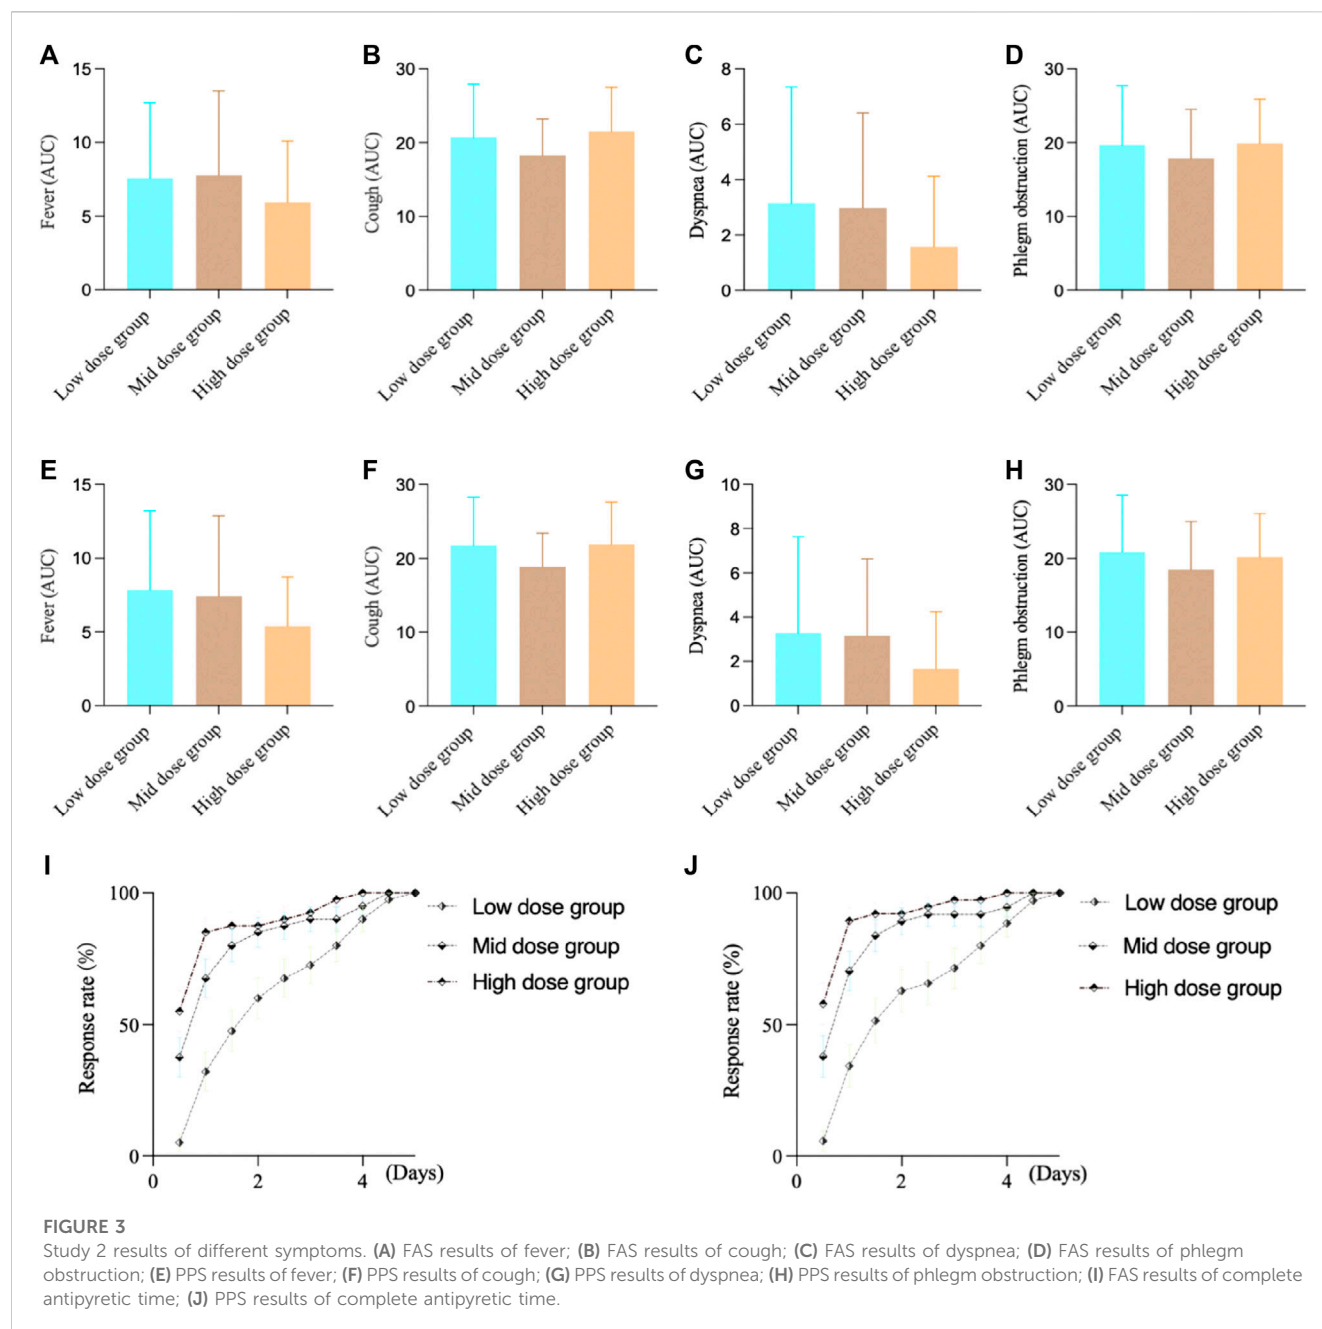 A
Fever (AUC)
15
10
5
0
Low dose group
Mid dose group
High dose group
B
Cough (AUC)
30
20
10
0
Low dose group
Mid dose group
High dose group
C
Dyspnea (AUC)
8
6
4
2
0
Low dose group
Mid dose group
High dose group
D
Phlegm obstruction (AUC)
30
20
10
0
Low dose group
Mid dose group
High dose group
E
Fever (AUC)
15
10
5
0
Low dose group
Mid dose group
High dose group
F
Cough (AUC)
30
20
10
0
Low dose group
Mid dose group
High dose group
G
Dyspnea (AUC)
10
8
6
4
2
0
Low dose group
Mid dose group
High dose group
H
Phlegm obstruction (AUC)
30
20
10
0
Low dose group
Mid dose group
High dose group
I
Response rate (%)
100
50
0
0 2 4 (Days)
Low dose group
Mid dose group
High dose group
J
Response rate (%)
100
50
0
0 2 4 (Days)
Low dose group
Mid dose group
High dose group
FIGURE 3
Study 2 results of different symptoms. (A) FAS results of fever; (B) FAS results of cough; (C) FAS results of dyspnea; (D) FAS results of phlegm
obstruction; (E) PPS results of fever; (F) PPS results of cough; (G) PPS results of dyspnea; (H) PPS results of phlegm obstruction; (I) FAS results of complete
antipyretic time; (J) PPS results of complete antipyretic time.